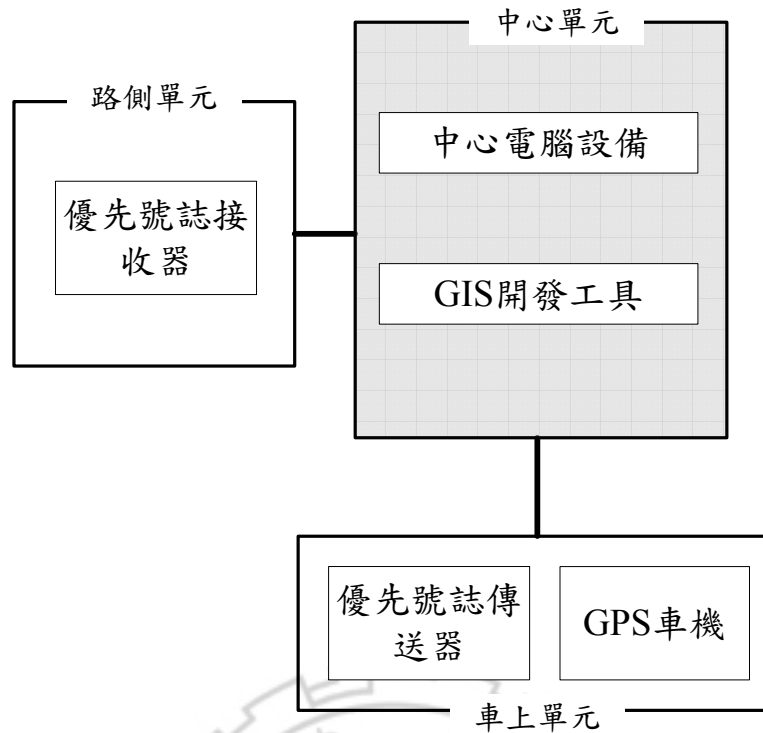 中心單元
路側單元
中心電腦設備
優先號誌接
收器
GIS開發工具
優先號誌傳
送器
GPS車機
車上單元